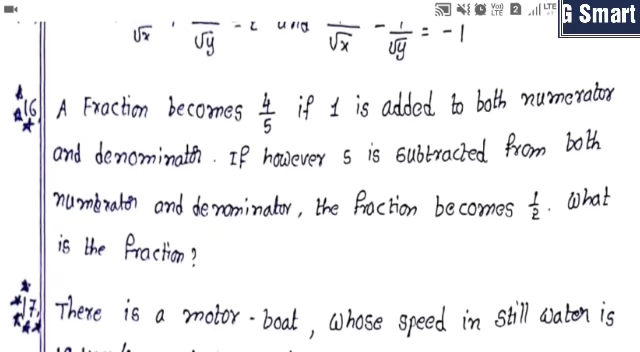 G Smart
16. A Fraction becomes 4/5 if 1 is added to both numerator
and denominator. If however 5 is subtracted from both
numerator and denominator, the fraction becomes 1/2. What
is the fraction?
17. There is a motor-boat, whose speed in still water is